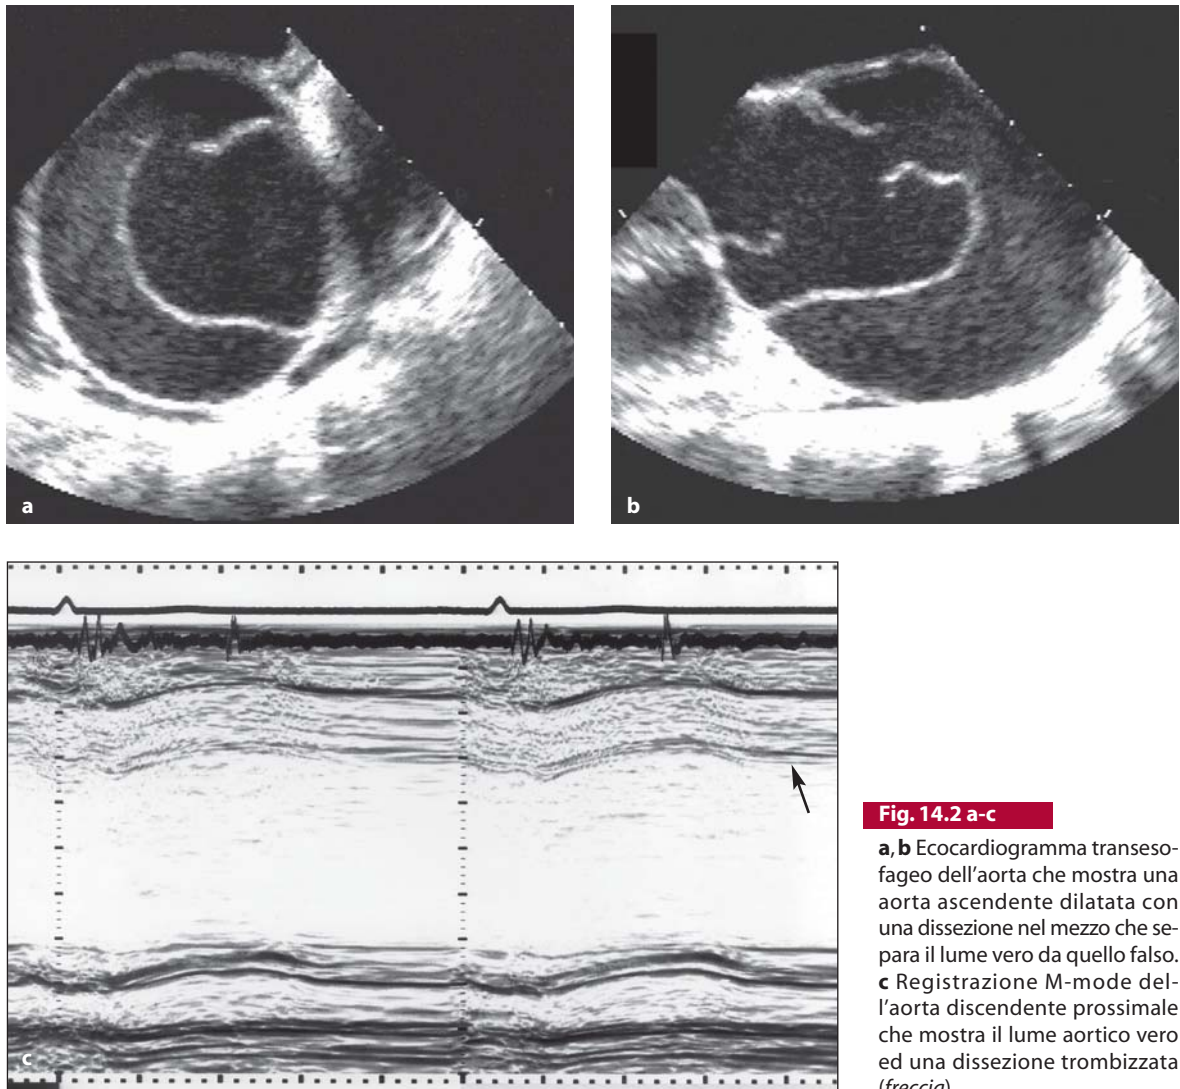 a
b
c
Fig. 14.2 a-c
a, b Ecocardiogramma transeso-
fageo dell'aorta che mostra una
aorta ascendente dilatata con
una dissezione nel mezzo che se-
para il lume vero da quello falso.
c Registrazione M-mode del-
l'aorta discendente prossimale
che mostra il lume aortico vero
ed una dissezione trombizzata
(freccia)